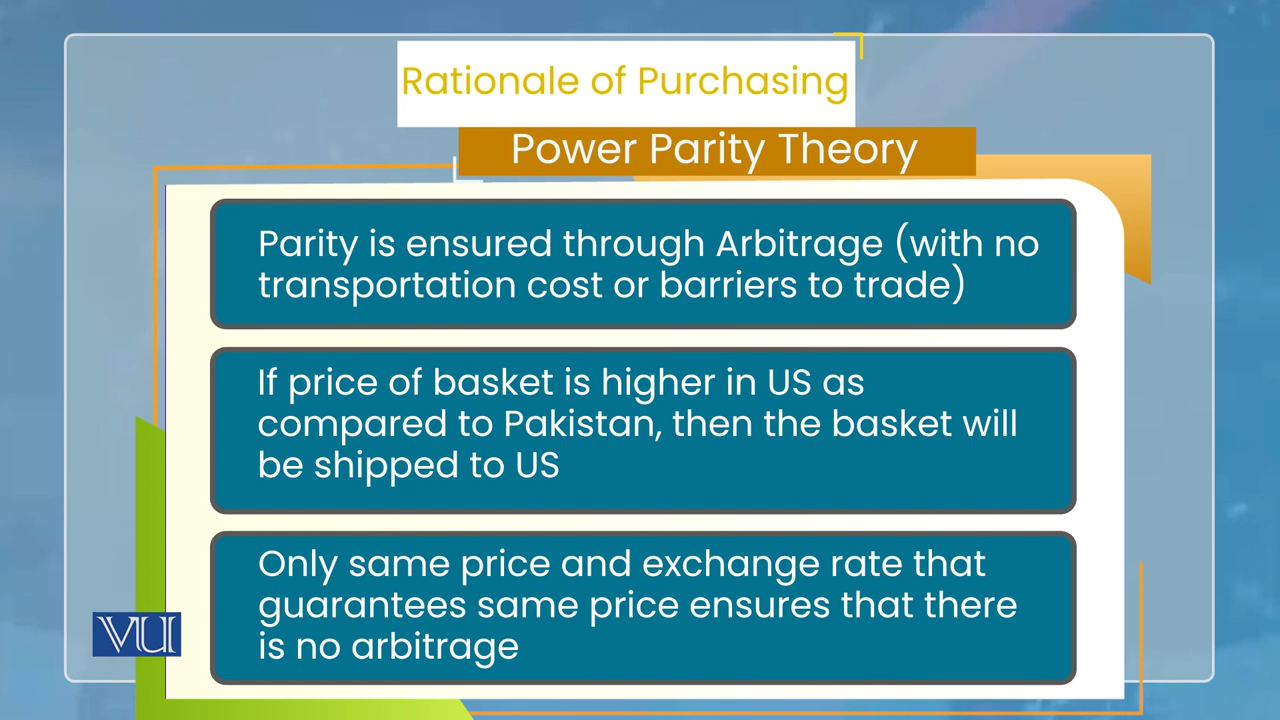 Rationale of Purchasing
Power Parity Theory
Parity is ensured through Arbitrage (with no
transportation cost or barriers to trade)
If price of basket is higher in US as
compared to Pakistan, then the basket will
be shipped to US
Only same price and exchange rate that
guarantees same price ensures that there
is no arbitrage
VU